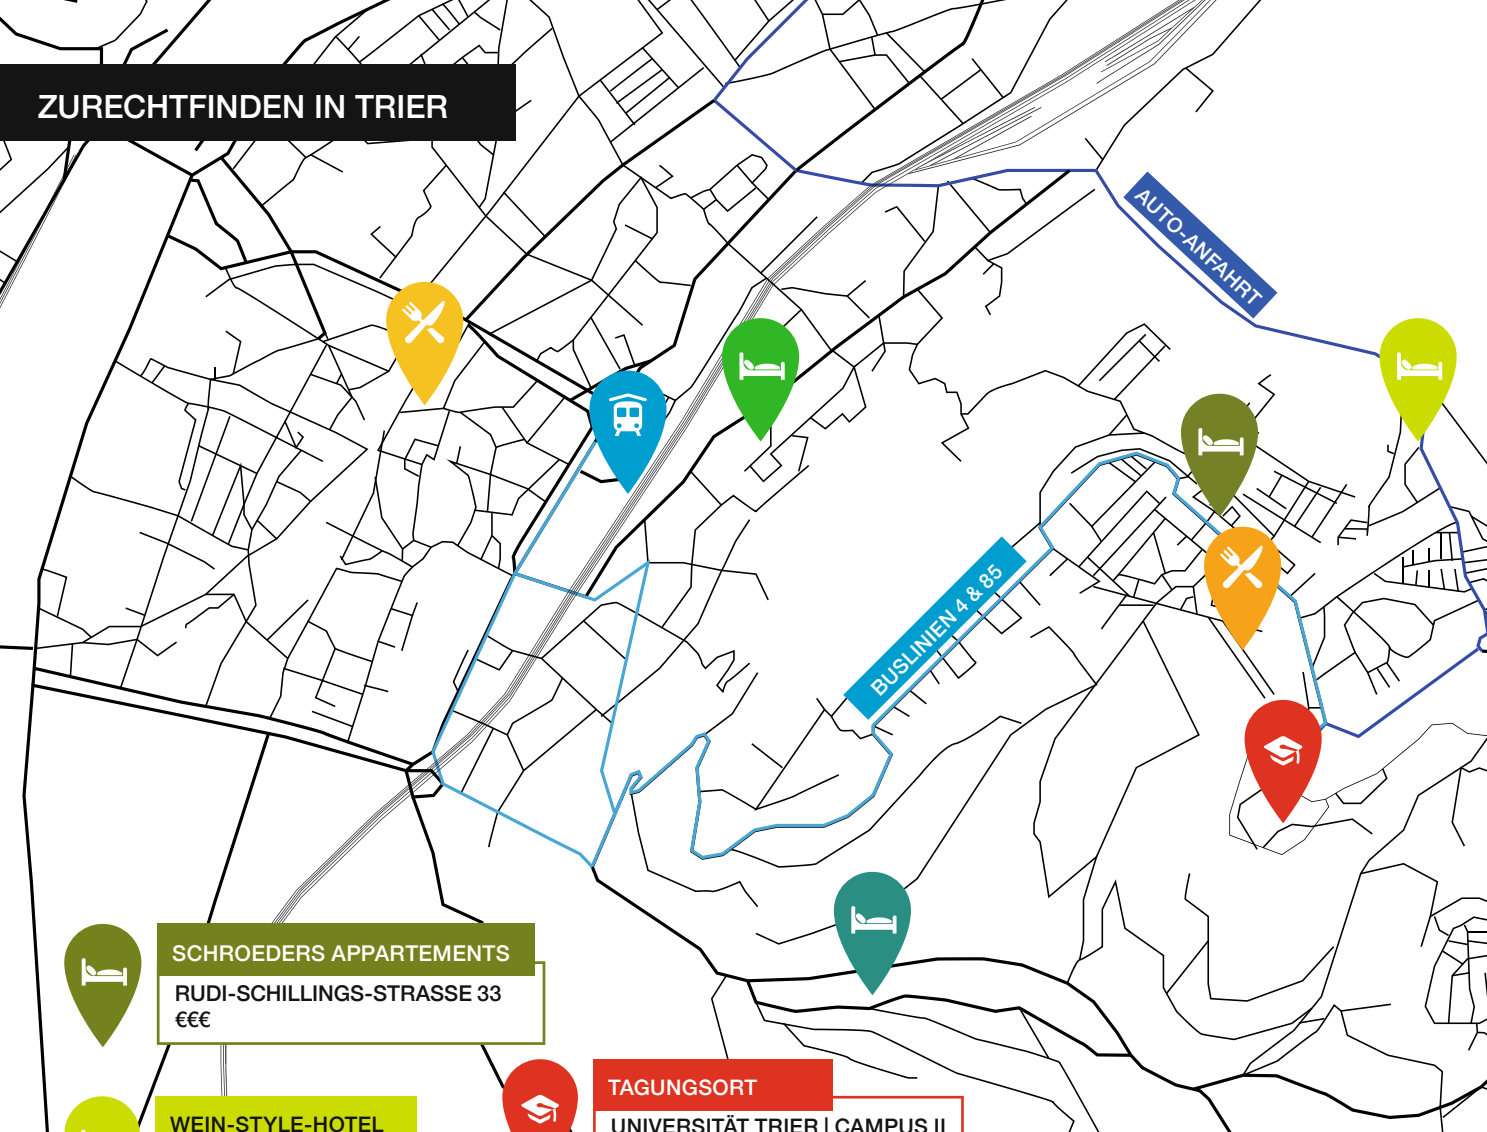 ZURECHTFINDEN IN TRIER
AUTO-ANFAHRT
BUSLINIEN 4 & 85
SCHROEDERS APPARTEMENTS
RUDI-SCHILLINGS-STRASSE 33
€€€
TAGUNGSORT
UNIVERSITÄT TRIER | CAMPUS II
WEIN-STYLE-HOTEL